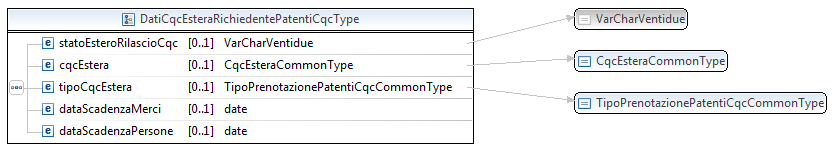 DatiCqcEsteraRichiedentePatentiCqcType
statoEsteroRilascioCqc [0..1] VarCharVentidue
cqcEstera [0..1] CqcEsteraCommonType
tipoCqcEstera [0..1] TipoPrenotazionePatentiCqcCommonType
dataScadenzaMerci [0..1] date
dataScadenzaPersone [0..1] date
VarCharVentidue
CqcEsteraCommonType
TipoPrenotazionePatentiCqcCommonType